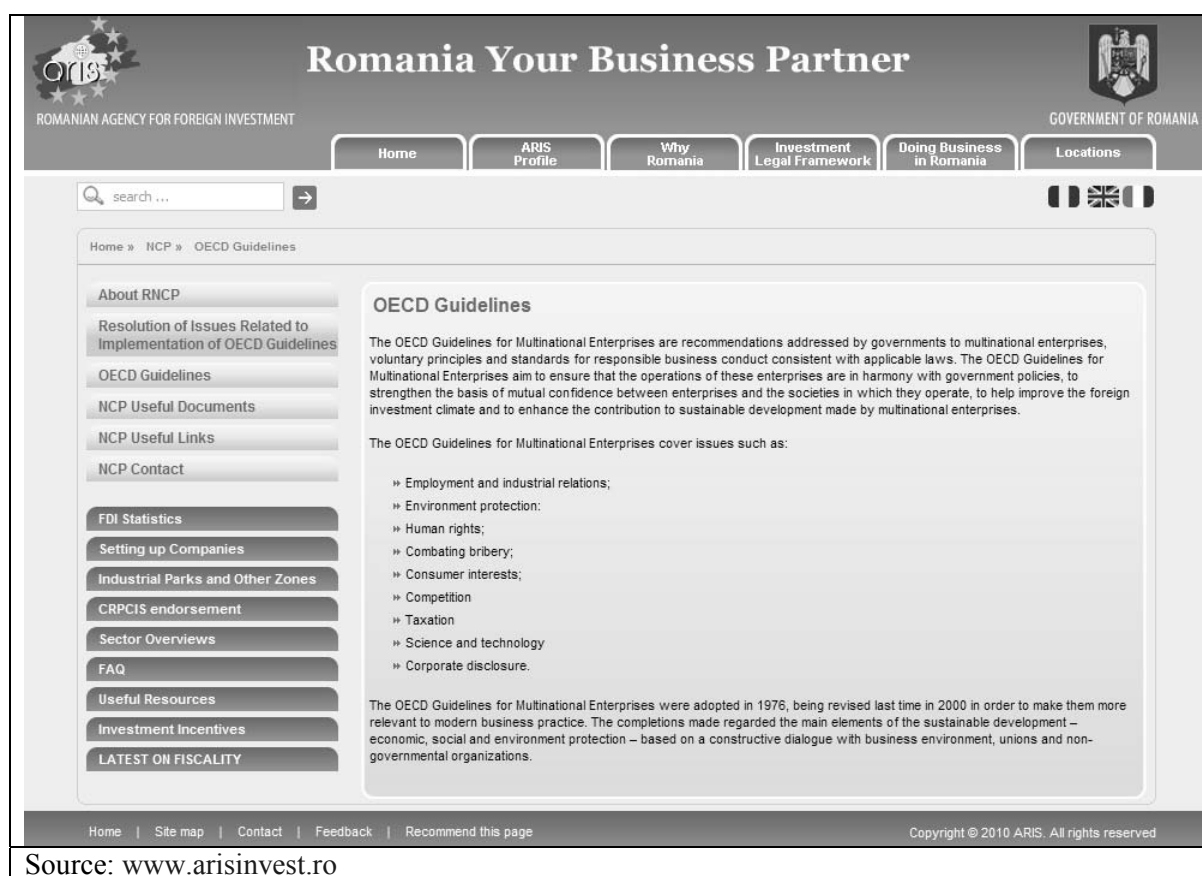 aris
Romania Your Business Partner
ROMANIAN AGENCY FOR FOREIGN INVESTMENT
GOVERNMENT OF ROMANIA
Home
ARIS
Profile
Why
Romania
Investment
Legal Framework
Doing Business
in Romania
Locations
search ...
Home » NCP » OECD Guidelines
About RNCP
Resolution of Issues Related to
Implementation of OECD Guidelines
OECD Guidelines
NCP Useful Documents
NCP Useful Links
NCP Contact
FDI Statistics
Setting up Companies
Industrial Parks and Other Zones
CRPCIS endorsement
Sector Overviews
FAQ
Useful Resources
Investment Incentives
LATEST ON FISCALITY
OECD Guidelines
The OECD Guidelines for Multinational Enterprises are recommendations addressed by governments to multinational enterprises,
voluntary principles and standards for responsible business conduct consistent with applicable laws. The OECD Guidelines for
Multinational Enterprises aim to ensure that the operations of these enterprises are in harmony with government policies, to
strengthen the basis of mutual confidence between enterprises and the societies in which they operate, to help improve the foreign
investment climate and to enhance the contribution to sustainable development made by multinational enterprises.
The OECD Guidelines for Multinational Enterprises cover issues such as:
» Employment and industrial relations;
» Environment protection:
» Human rights;
» Combating bribery;
» Consumer interests;
» Competition
» Taxation
» Science and technology
» Corporate disclosure.
The OECD Guidelines for Multinational Enterprises were adopted in 1976, being revised last time in 2000 in order to make them more
relevant to modern business practice. The completions made regarded the main elements of the sustainable development –
economic, social and environment protection – based on a constructive dialogue with business environment, unions and non-
governmental organizations.
Home | Site map | Contact | Feedback | Recommend this page
Copyright © 2010 ARIS. All rights reserved
Source: www.arisinvest.ro